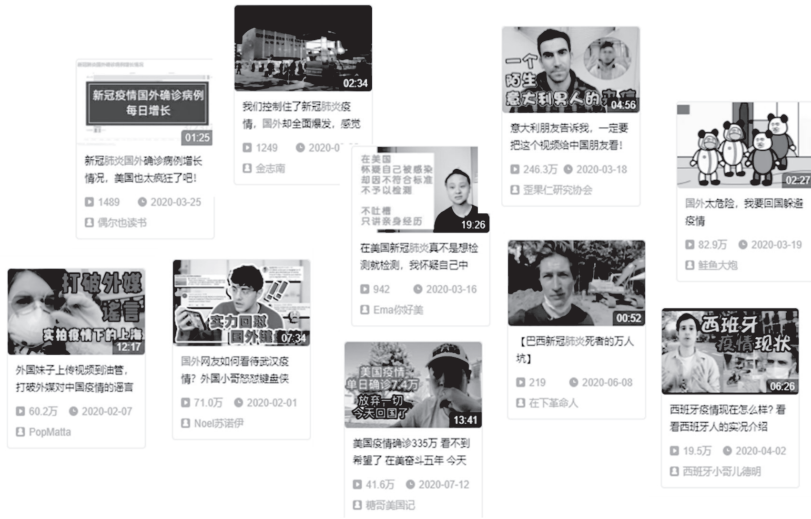 新冠疫情国外确诊病例
每日增长
01:25
新冠肺炎国外确诊病例增长
情况，美国也太疯狂了吧！
1489 2020-03-25
偶尔也读书
02:34
我们控制住了新冠肺炎疫
情，国外却全面爆发，感觉
1249
金志南
在美国
怀疑自己被感染
却因不符合标准
不予以检测
不吐槽
只讲亲身经历
19:26
在美国新冠肺炎真不是想检
测就检测，我怀疑自己中
942 2020-03-16
Ema你好美
一个
陌生
意大利男人的
04:56
意大利朋友告诉我，一定要
把这个视频给中国朋友看！
246.3万 2020-03-18
歪果仁研究协会
02:27
国外太危险，我要回国躲避
疫情
82.9万 2020-03-19
鲑鱼大炮
打破外媒
谣言
实拍疫情下的上海
12:17
外国妹子上传视频到油管，
打破外媒对中国疫情的谣言
60.2万 2020-02-07
PopMatta
实力回怼
国外键
07:34
国外网友如何看待武汉疫
情？外国小哥怒怼键盘侠
71.0万 2020-02-01
Noel苏诺伊
美国疫情
单日确诊7.4万
放弃一切
今天回国了
13:41
美国疫情确诊335万 看不到
希望了 在美奋斗五年 今天
41.6万 2020-07-12
糖哥美国记
00:52
【巴西新冠肺炎死者的万人
坑】
219 2020-06-08
在下革命人
西班牙
疫情现状
06:26
西班牙疫情现在怎么样？看
看西班牙人的实况介绍
19.5万 2020-04-02
西班牙小哥儿德明